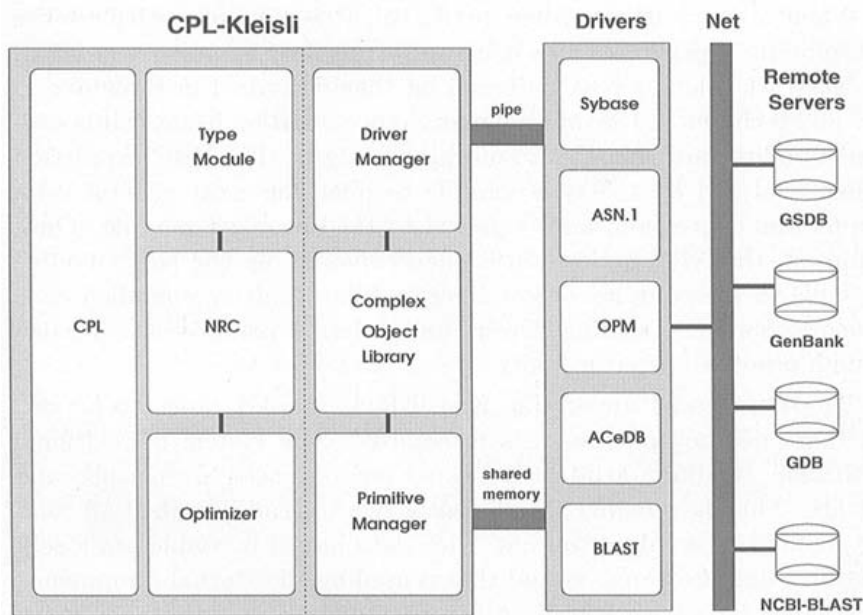 CPL-Kleisli
Drivers
Net
Type
Module
Driver
Manager
pipe
Sybase
Remote
Servers
ASN.1
GSDB
CPL
NRC
Complex
Object
Library
OPM
GenBank
ACeDB
GDB
Optimizer
Primitive
Manager
shared
memory
BLAST
NCBI-BLAST